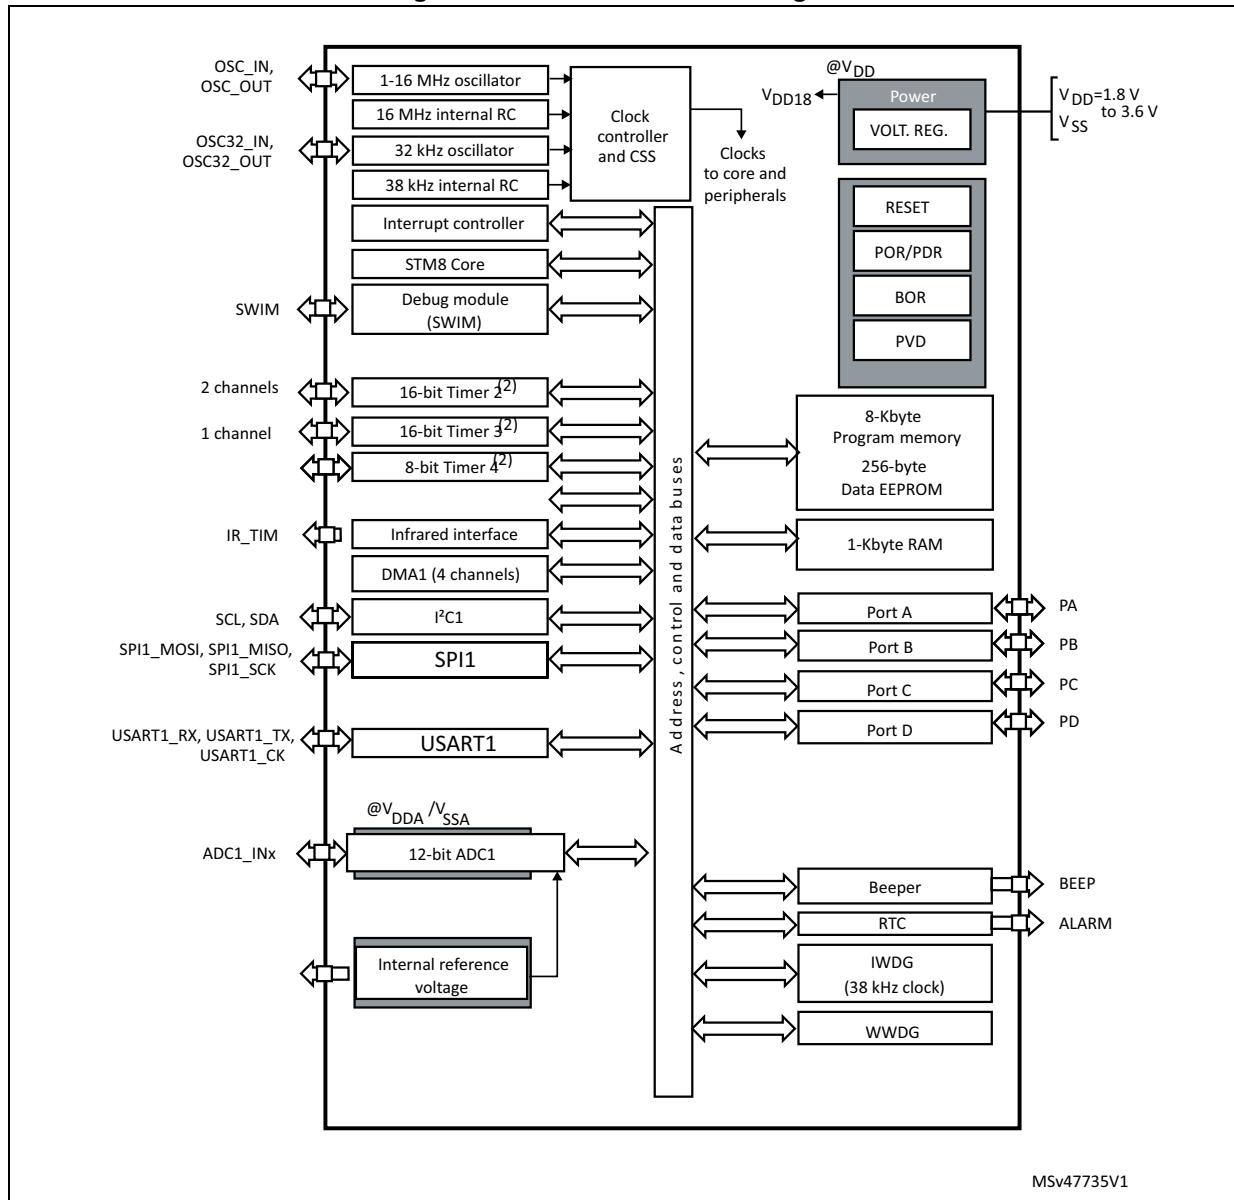 OSC_IN,
OSC_OUT
1-16 MHz oscillator
16 MHz internal RC
OSC32_IN,
OSC32_OUT
32 kHz oscillator
38 kHz internal RC
Clock
controller
and CSS
Clocks
to core and
peripherals
@VDD
VDD18
Power
VOLT. REG.
VDD=1.8 V
to 3.6 V
VSS
RESET
POR/PDR
BOR
PVD
Interrupt controller
STM8 Core
SWIM
Debug module
(SWIM)
2 channels
16-bit Timer 2(2)
1 channel
16-bit Timer 3(2)
8-bit Timer 4(2)
IR_TIM
Infrared interface
DMA1 (4 channels)
SCL, SDA
I²C1
SPI1_MOSI, SPI1_MISO,
SPI1_SCK
SPI1
USART1_RX, USART1_TX,
USART1_CK
USART1
@VDDA /VSSA
ADC1_INx
12-bit ADC1
Internal reference
voltage
Address, control and data buses
8-Kbyte
Program memory
256-byte
Data EEPROM
1-Kbyte RAM
Port A
PA
Port B
PB
Port C
PC
Port D
PD
Beeper
BEEP
RTC
ALARM
IWDG
(38 kHz clock)
WWDG
MSv47735V1